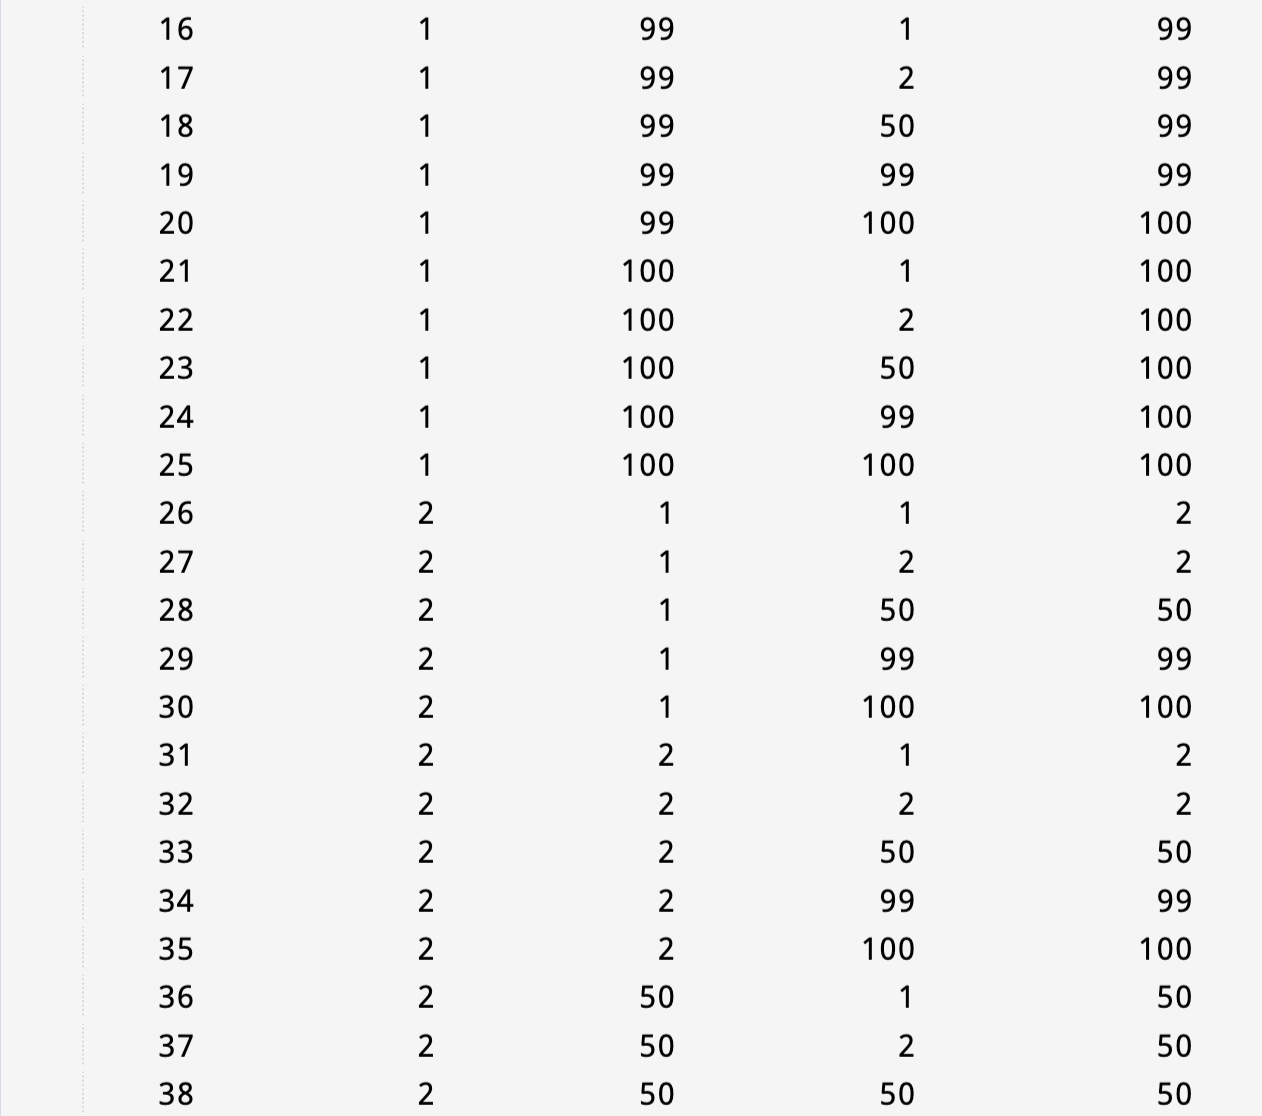 16 1 99 1 99
17 1 99 2 99
18 1 99 50 99
19 1 99 99 99
20 1 99 100 100
21 1 100 1 100
22 1 100 2 100
23 1 100 50 100
24 1 100 99 100
25 1 100 100 100
26 2 1 1 2
27 2 1 2 2
28 2 1 50 50
29 2 1 99 99
30 2 1 100 100
31 2 2 1 2
32 2 2 2 2
33 2 2 50 50
34 2 2 99 99
35 2 2 100 100
36 2 50 1 50
37 2 50 2 50
38 2 50 50 50